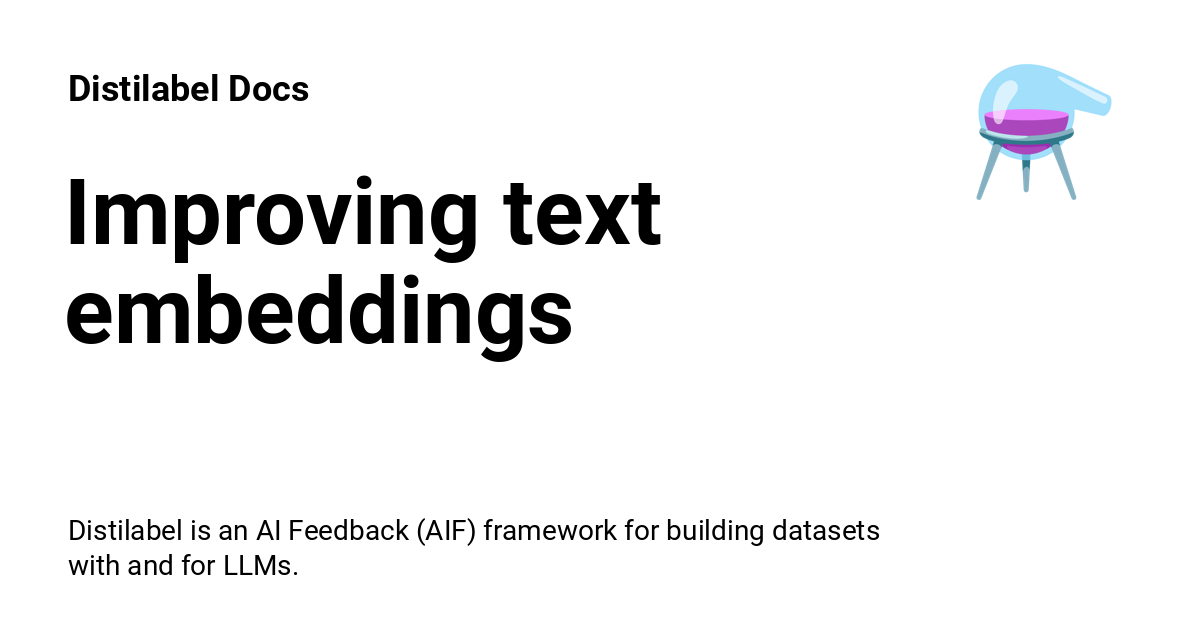 Distilabel Docs
Improving text
embeddings
Distilabel is an AI Feedback (AIF) framework for building datasets
with and for LLMs.